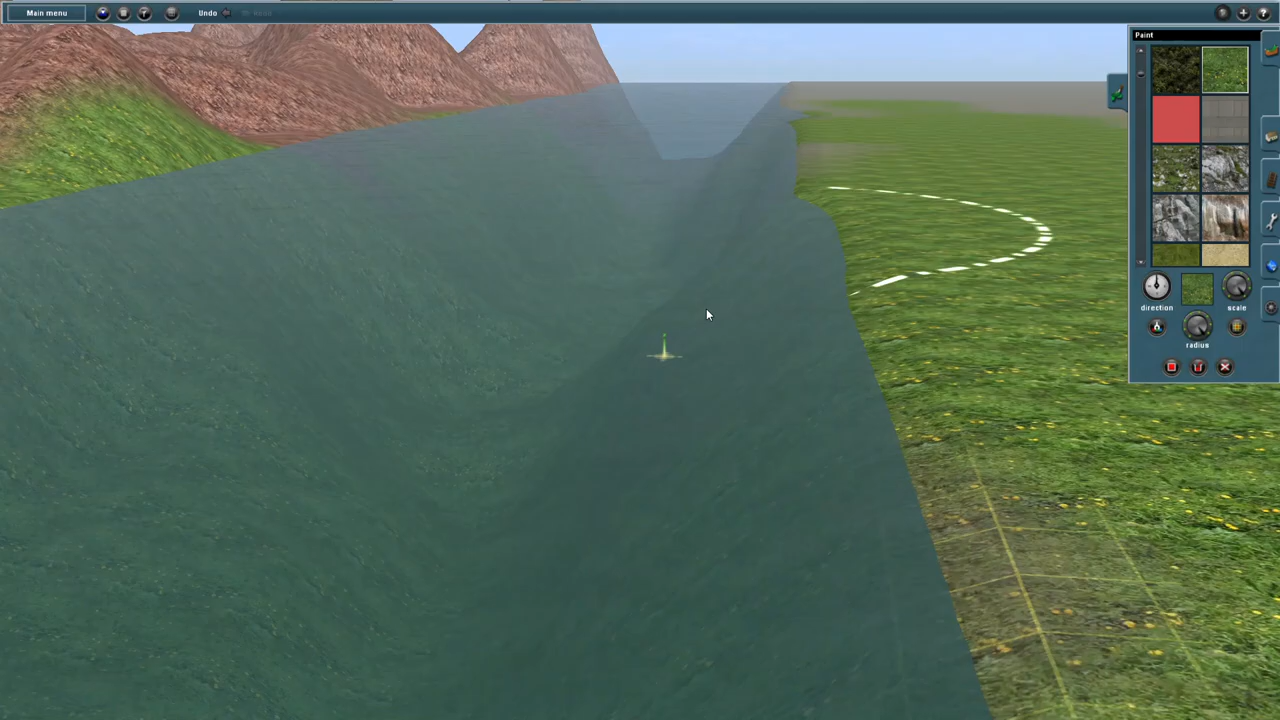 Main menu
Undo
Paint
direction
scale
radius